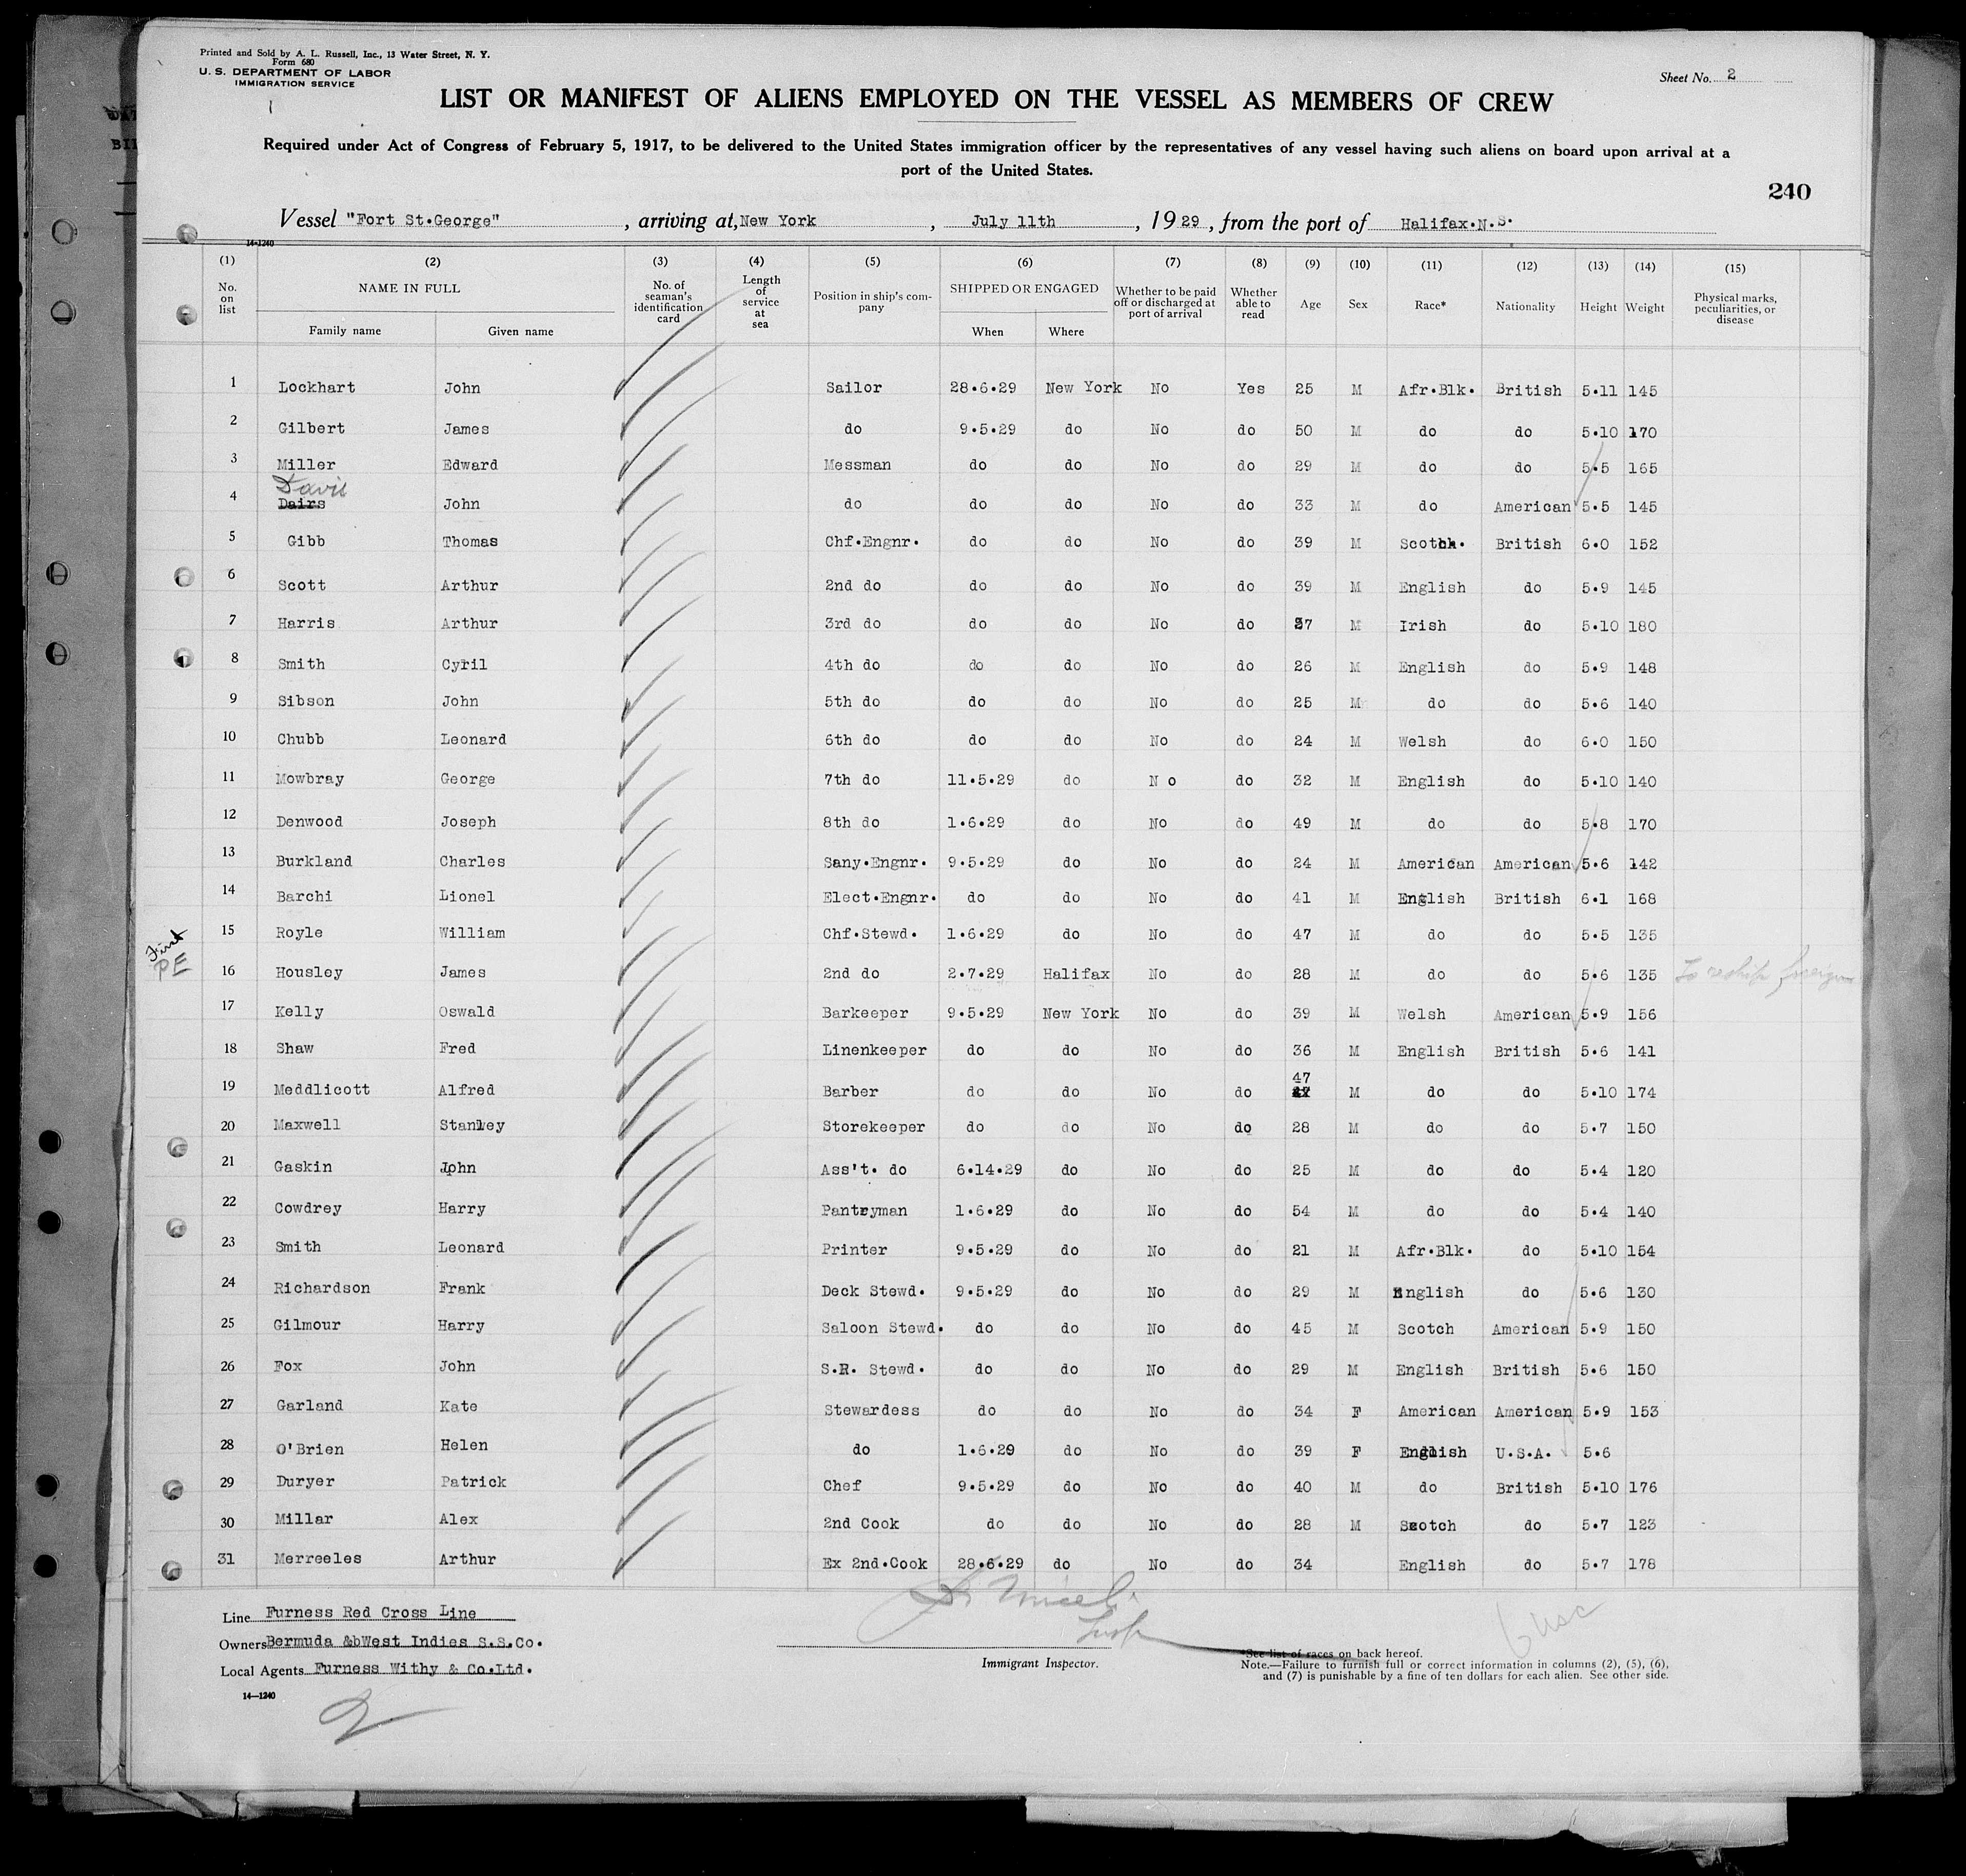 Printed and Sold by A. L. Russell, Inc., 13 Water Street, N. Y.
Form 680
U. S. DEPARTMENT OF LABOR
IMMIGRATION SERVICE
Sheet No. 2
LIST OR MANIFEST OF ALIENS EMPLOYED ON THE VESSEL AS MEMBERS OF CREW
Required under Act of Congress of February 5, 1917, to be delivered to the United States immigration officer by the representatives of any vessel having such aliens on board upon arrival at a
port of the United States.
240
Vessel "Fort St.George", arriving at, New York, July 11th, 1929, from the port of Halifax.N.S.
14-1240
(1) (2) (3) (4) (5) (6) (7) (8) (9) (10) (11) (12) (13) (14) (15)
No. on list NAME IN FULL Family name Given name No. of seaman's identification card Length of service at sea Position in ship's company SHIPPED OR ENGAGED When Where Whether to be paid off or discharged at port of arrival Whether able to read Age Sex Race* Nationality Height Weight Physical marks, peculiarities, or disease
1 Lockhart John Sailor 28.6.29 New York No Yes 25 M Afr.Blk. British 5.11 145
2 Gilbert James do 9.5.29 do No do 50 M do do 5.10 170
3 Miller Edward Messman do do No do 29 M do do 5.5 165
4 Dairs John do do do No do 33 M do American 5.5 145
5 Gibb Thomas Chf.Engnr. do do No do 39 M Scotch. British 6.0 152
6 Scott Arthur 2nd do do do No do 39 M English do 5.9 145
7 Harris Arthur 3rd do do do No do 37 M Irish do 5.10 180
8 Smith Cyril 4th do do do No do 26 M English do 5.9 148
9 Sibson John 5th do do do No do 25 M do do 5.6 140
10 Chubb Leonard 6th do do do No do 24 M Welsh do 6.0 150
11 Mowbray George 7th do 11.5.29 do N o do 32 M English do 5.10 140
12 Denwood Joseph 8th do 1.6.29 do No do 49 M do do 5.8 170
13 Burkland Charles Sany.Engnr. 9.5.29 do No do 24 M American American 5.6 142
14 Barchi Lionel Elect.Engnr. do do No do 41 M English British 6.1 168
15 Royle William Chf.Stewd. 1.6.29 do No do 47 M do do 5.5 135
First PE
16 Housley James 2nd do 2.7.29 Halifax No do 28 M do do 5.6 135 To reship foreign
17 Kelly Oswald Barkeeper 9.5.29 New York No do 39 M Welsh American 5.9 156
18 Shaw Fred Linenkeeper do do No do 36 M English British 5.6 141
19 Meddlicott Alfred Barber do do No do 47 M do do 5.10 174
20 Maxwell Stanley Storekeeper do do No do 28 M do do 5.7 150
21 Gaskin John Ass't. do 6.14.29 do No do 25 M do do 5.4 120
22 Cowdrey Harry Pantryman 1.6.29 do No do 54 M do do 5.4 140
23 Smith Leonard Printer 9.5.29 do No do 21 M Afr.Blk. do 5.10 154
24 Richardson Frank Deck Stewd. 9.5.29 do No do 29 M English do 5.6 130
25 Gilmour Harry Saloon Stewd. do do No do 45 M Scotch American 5.9 150
26 Fox John S.R. Stewd. do do No do 29 M English British 5.6 150
27 Garland Kate Stewardess do do No do 34 F American American 5.9 153
28 O'Brien Helen do 1.6.29 do No do 39 F English U.S.A. 5.6
29 Duryer Patrick Chef 9.5.29 do No do 40 M do British 5.10 176
30 Millar Alex 2nd Cook do do No do 28 M Scotch do 5.7 123
31 Merreeles Arthur Ex 2nd.Cook 28.6.29 do No do 34 English do 5.7 178
Line Furness Red Cross Line
Owners Bermuda &bWest Indies S.S.Co.
Local Agents Furness Withy & Co.Ltd.
14—1240
2
Immigrant Inspector.
6 usc
*See list of races on back hereof.
Note.—Failure to furnish full or correct information in columns (2), (5), (6),
and (7) is punishable by a fine of ten dollars for each alien. See other side.